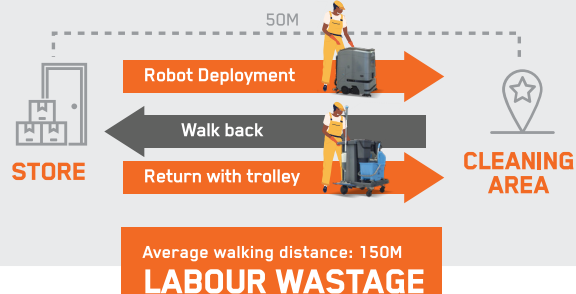 50M
Robot Deployment
Walk back
STORE
Return with trolley
CLEANING
AREA
Average walking distance: 150M
LABOUR WASTAGE